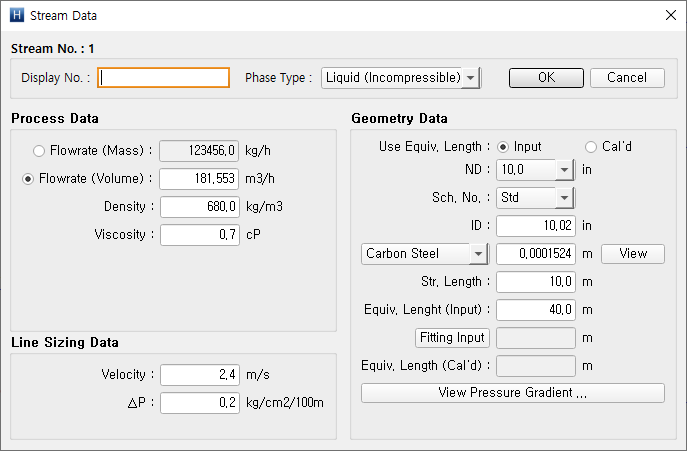 H Stream Data
Stream No. : 1
Display No. : Phase Type : Liquid (Incompressible) OK Cancel
Process Data
Flowrate (Mass) : 123456.0 kg/h
Flowrate (Volume) : 181.553 m3/h
Density : 680.0 kg/m3
Viscosity : 0.7 cP
Line Sizing Data
Velocity : 2.4 m/s
△P : 0.2 kg/cm2/100m
Geometry Data
Use Equiv. Length : Input Cal'd
ND : 10.0 in
Sch. No. : Std
ID : 10.02 in
Carbon Steel 0.0001524 m View
Str. Length : 10.0 m
Equiv. Lenght (Input) : 40.0 m
Fitting Input m
Equiv. Length (Cal'd) : m
View Pressure Gradient ...